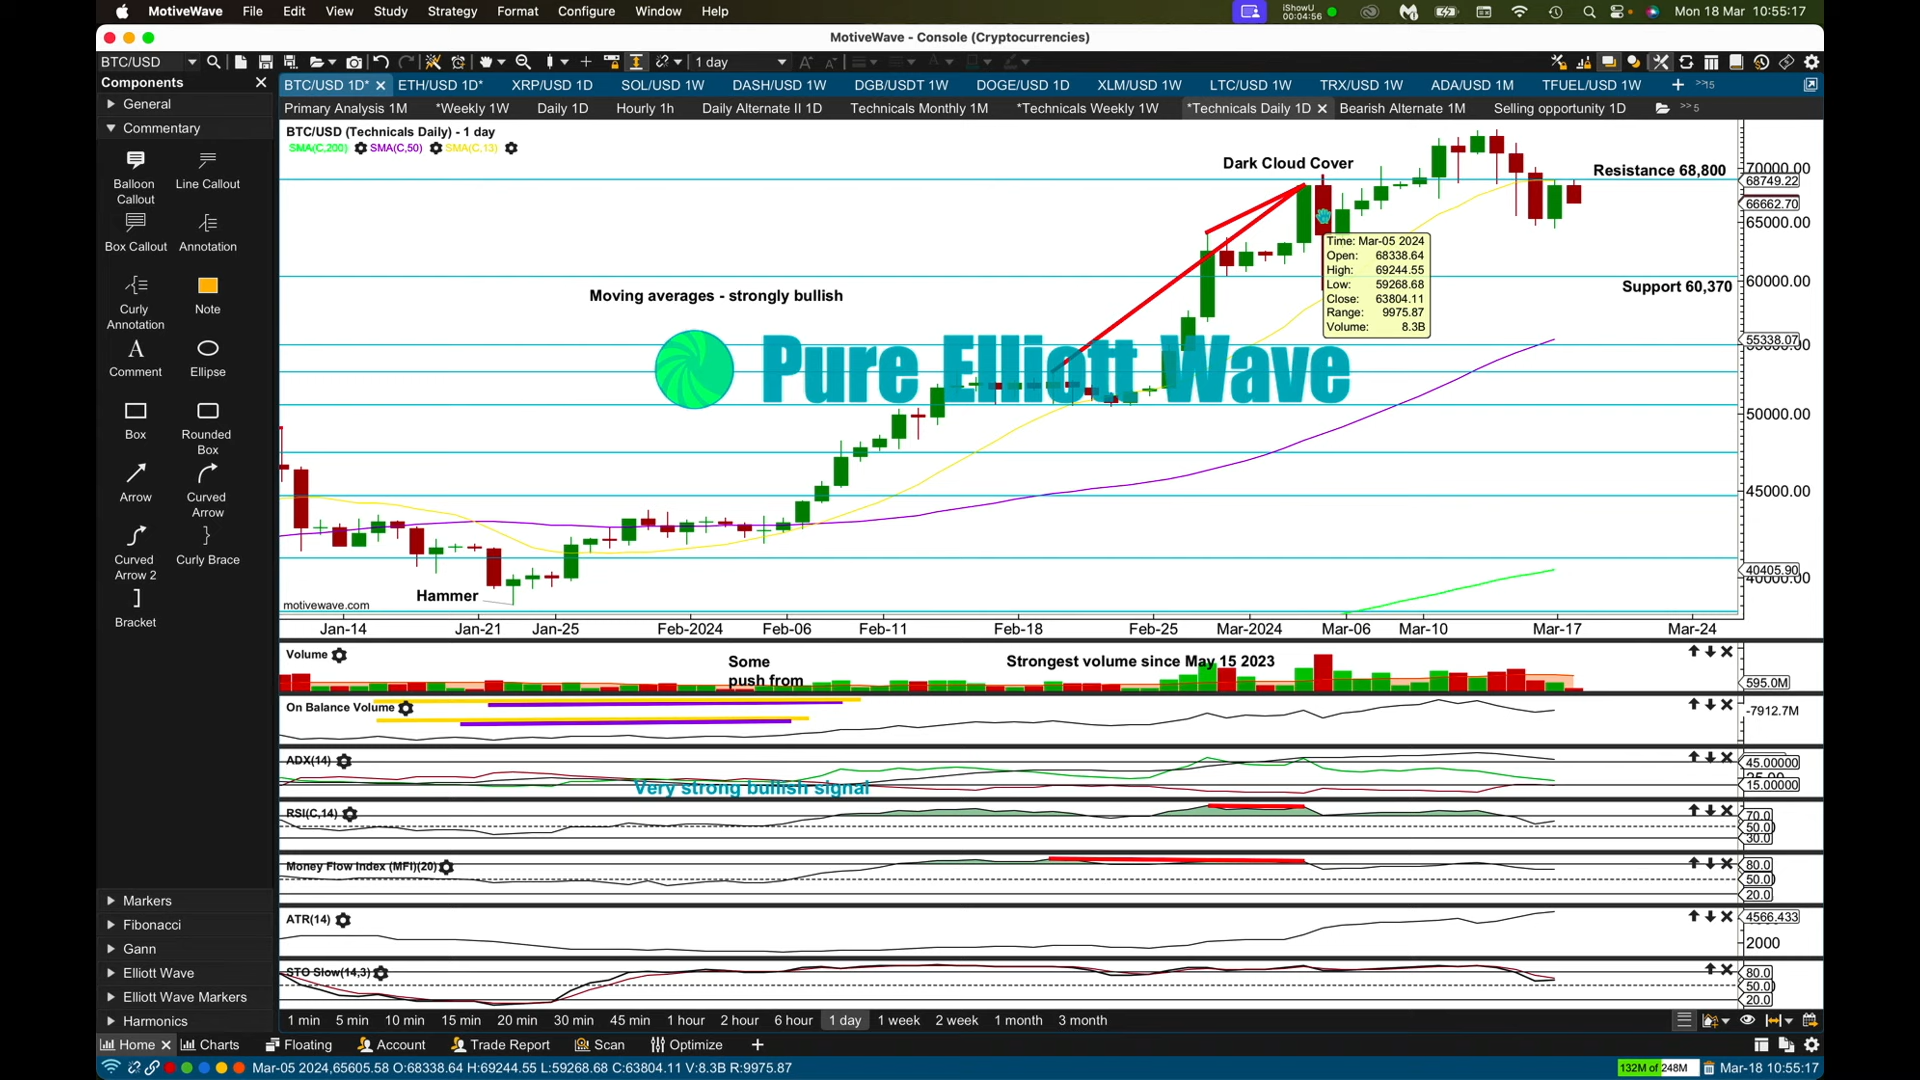 MotiveWave File Edit View Study Strategy Format Configure Window Help
iShowU
00:04:56
Mon 18 Mar 10:55:17
MotiveWave - Console (Cryptocurrencies)
BTC/USD
1 day
Components
BTC/USD 1D* ETH/USD 1D* XRP/USD 1D SOL/USD 1W DASH/USD 1W DGB/USDT 1W DOGE/USD 1D XLM/USD 1W LTC/USD 1W TRX/USD 1W ADA/USD 1M TFUEL/USD 1W
>>15
Primary Analysis 1M *Weekly 1W Daily 1D Hourly 1h Daily Alternate II 1D Technicals Monthly 1M *Technicals Weekly 1W *Technicals Daily 1D Bearish Alternate 1M Selling opportunity 1D
>>5
General
Commentary
Balloon Callout
Line Callout
Box Callout
Annotation
Curly Annotation
Note
Comment
Ellipse
Box
Rounded Box
Arrow
Curved Arrow
Curved Arrow 2
Curly Brace
Bracket
Markers
Fibonacci
Gann
Elliott Wave
Elliott Wave Markers
Harmonics
BTC/USD (Technicals Daily) - 1 day
SMA(C,200) SMA(C,50) SMA(C,13)
Dark Cloud Cover
Resistance 68,800
70000.00
68749.22
66662.70
65000.00
Time: Mar-05 2024
Open: 68338.64
High: 69244.55
Low: 59268.68
Close: 63804.11
Range: 9975.87
Volume: 8.3B
60000.00
Support 60,370
Moving averages - strongly bullish
55338.07
Pure Elliott Wave
50000.00
45000.00
40405.90
Hammer
motivewave.com
Jan-14 Jan-21 Jan-25 Feb-2024 Feb-06 Feb-11 Feb-18 Feb-25 Mar-2024 Mar-06 Mar-10 Mar-17 Mar-24
Volume
Some
push from
Strongest volume since May 15 2023
595.0M
On Balance Volume
-7912.7M
ADX(14)
45.00000
15.00000
Very strong bullish signal
RSI(C,14)
70.0
50.0
30.0
Money Flow Index (MFI)(20)
80.0
50.0
20.0
ATR(14)
4566.433
2000
STO Slow(14,3)
80.0
50.0
20.0
1 min 5 min 10 min 15 min 20 min 30 min 45 min 1 hour 2 hour 6 hour 1 day 1 week 2 week 1 month 3 month
Home Charts Floating Account Trade Report Scan Optimize
Mar-05 2024,65605.58 O:68338.64 H:69244.55 L:59268.68 C:63804.11 V:8.3B R:9975.87
132M of 248M
Mar-18 10:55:17